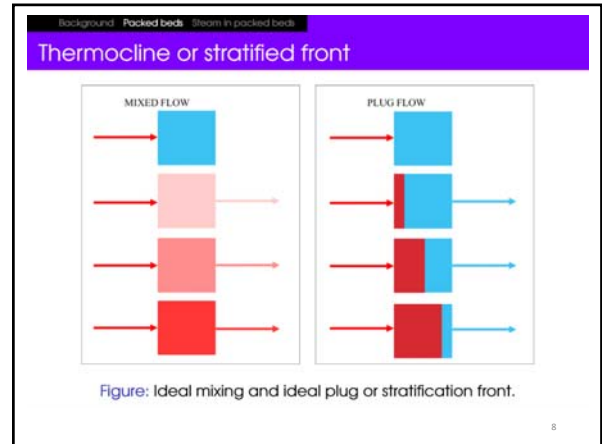 Background Packed beds Steam in packed beds
Thermocline or stratified front
MIXED FLOW
PLUG FLOW
Figure: Ideal mixing and ideal plug or stratification front.
8